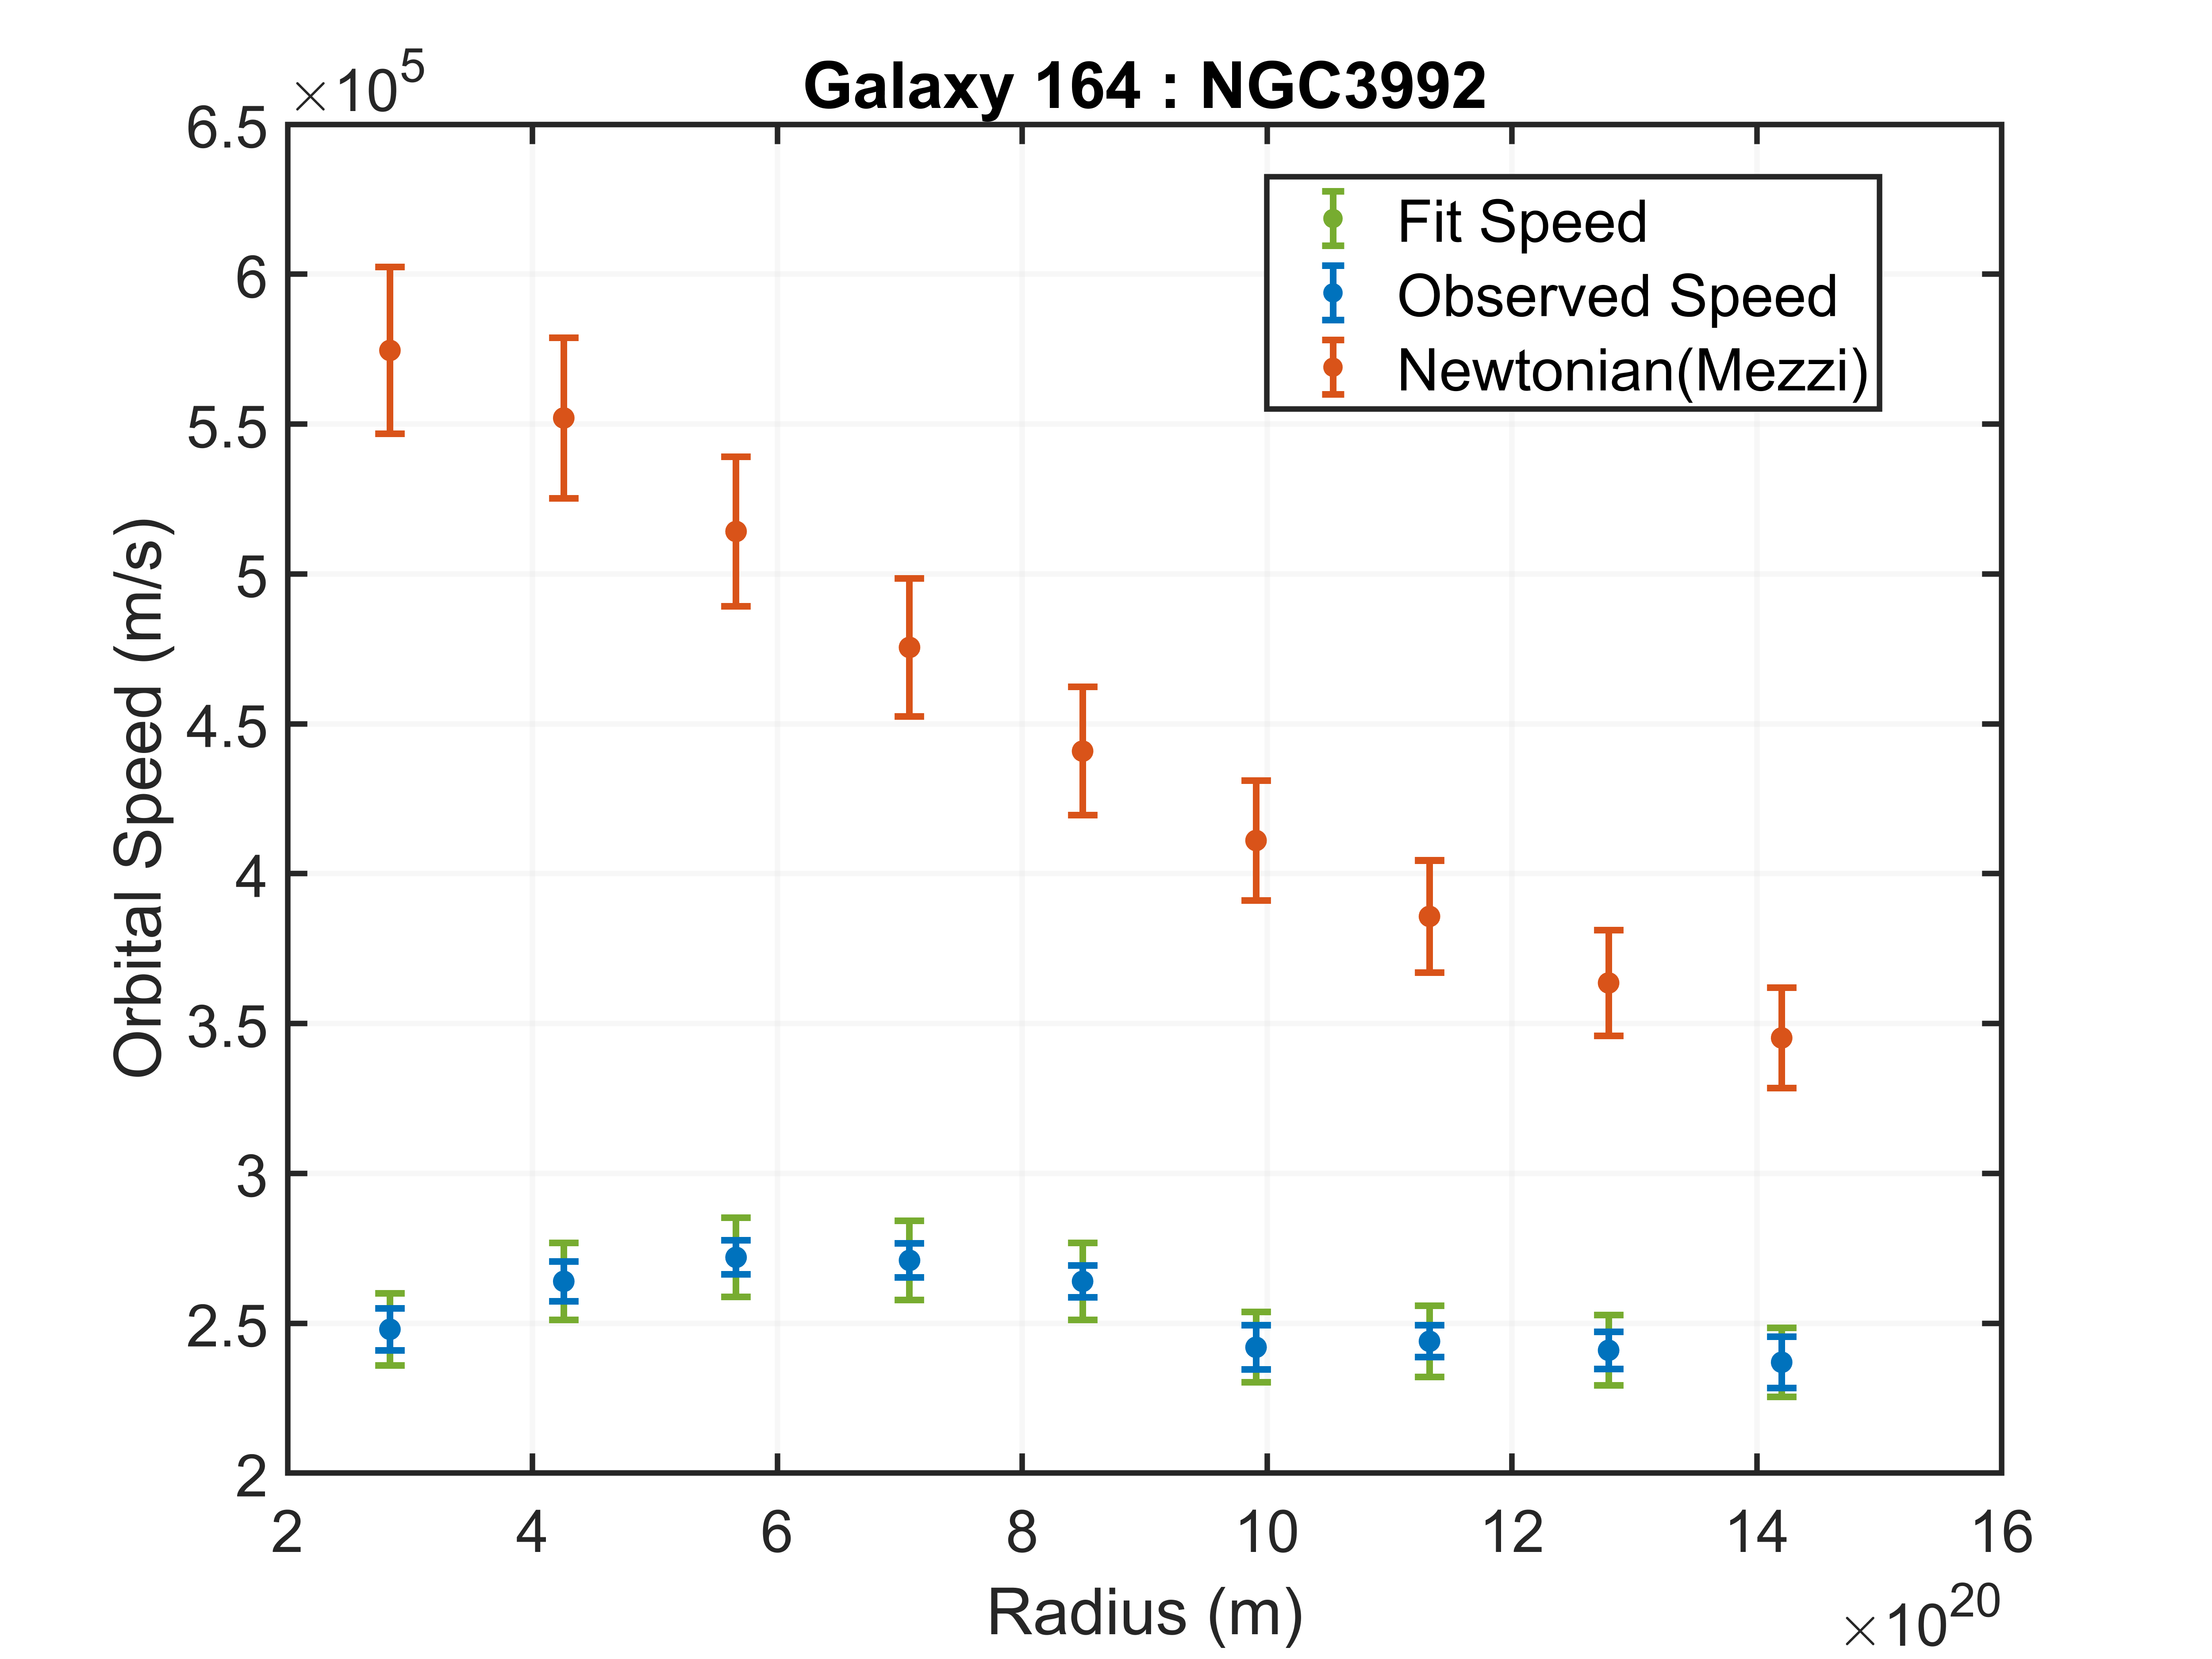 Galaxy 164 : NGC3992
×10^5
6.5
6
5.5
5
4.5
4
3.5
3
2.5
2
Orbital Speed (m/s)
Fit Speed
Observed Speed
Newtonian(Mezzi)
2 4 6 8 10 12 14 16
Radius (m)
×10^20